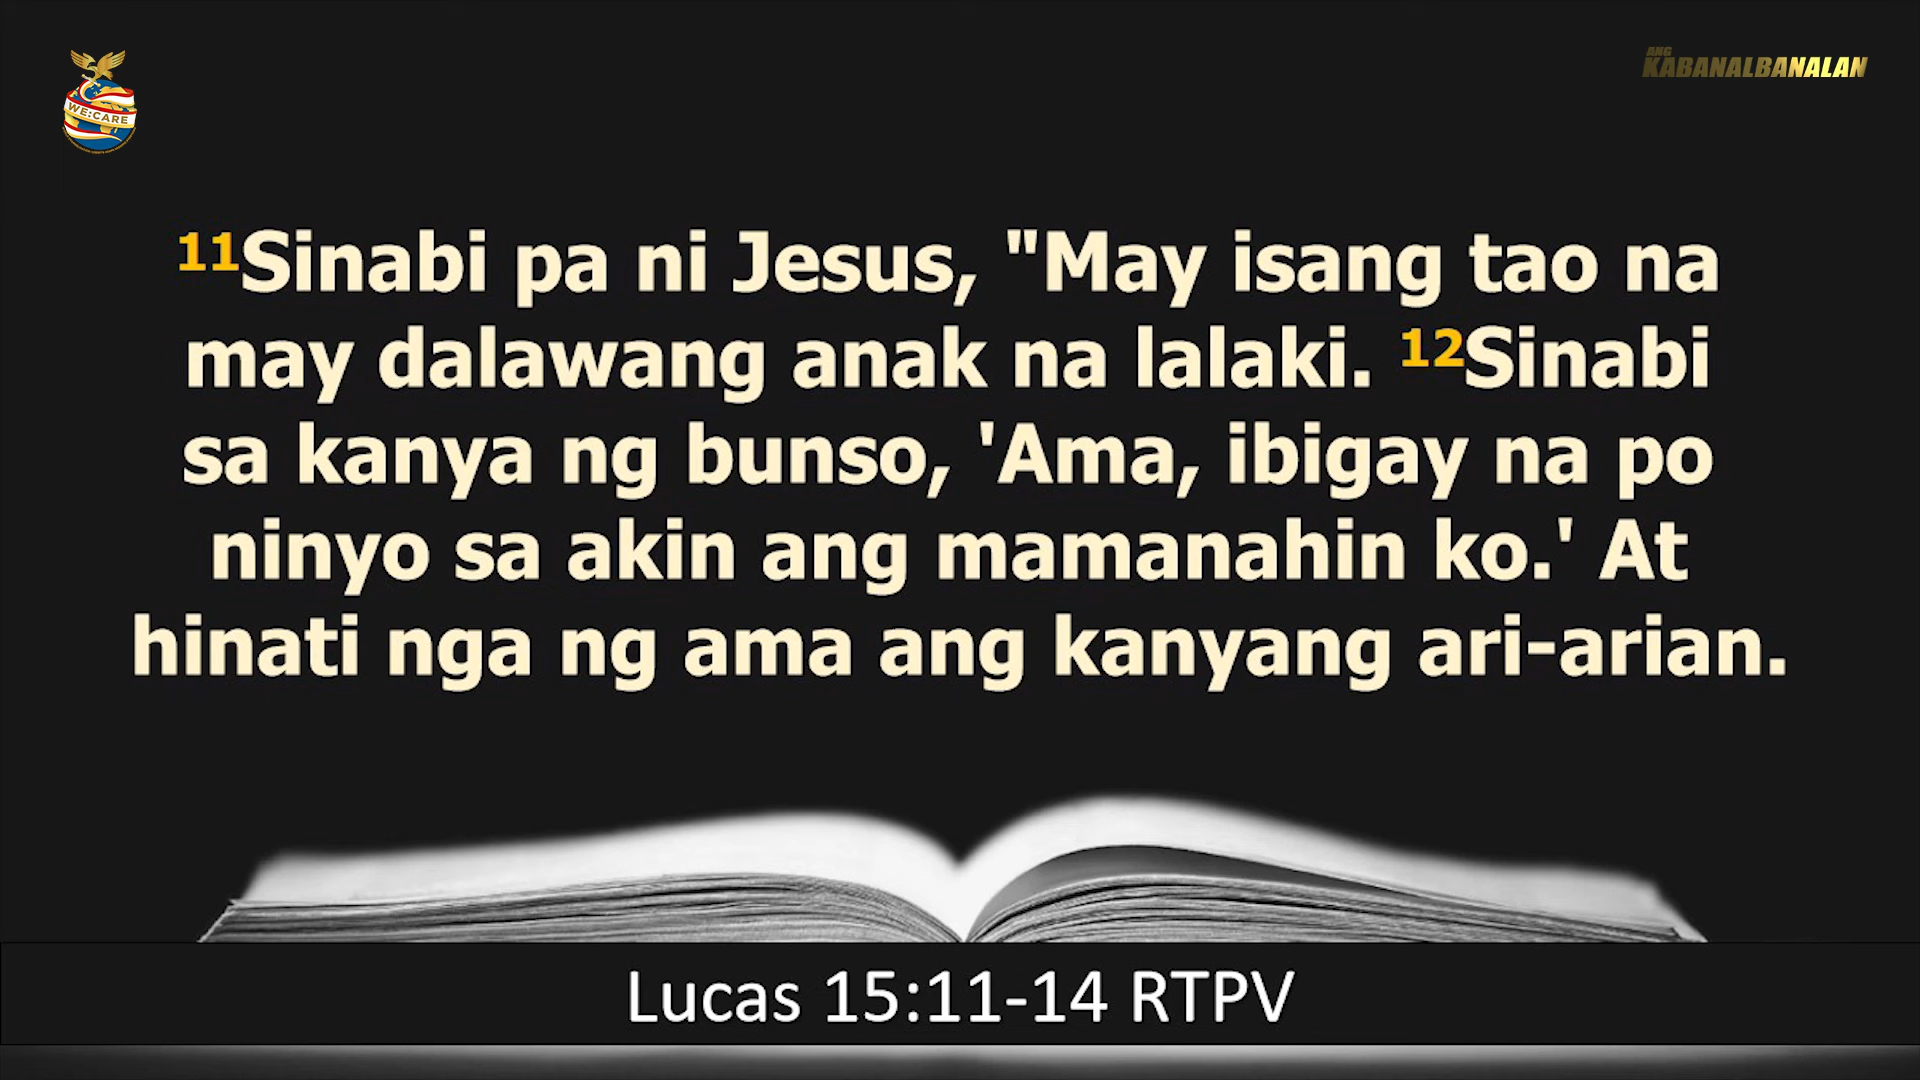 WE:CARE
ANG
KABANALBANALAN
11Sinabi pa ni Jesus, "May isang tao na
may dalawang anak na lalaki. 12Sinabi
sa kanya ng bunso, 'Ama, ibigay na po
ninyo sa akin ang mamanahin ko.' At
hinati nga ng ama ang kanyang ari-arian.
Lucas 15:11-14 RTPV